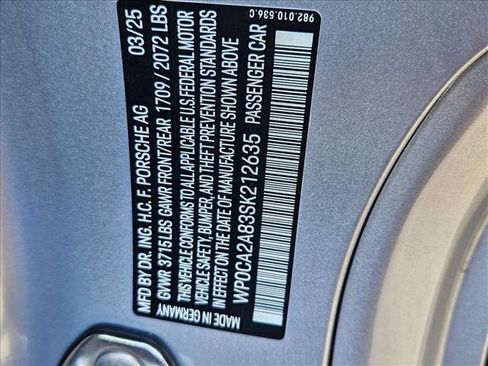 MFD BY DR. ING. H.C. F. PORSCHE AG 03/25
GVWR 3715LBS GAWR FRONT/REAR 1709 / 2072 LBS
THIS VEHICLE CONFORMS TO ALL APPLICABLE U.S. FEDERAL MOTOR
VEHICLE SAFETY, BUMPER, AND THEFT PREVENTION STANDARDS
IN EFFECT ON THE DATE OF MANUFACTURE SHOWN ABOVE
WP0CA2A83SK212635 PASSENGER CAR
MADE IN GERMANY
982.010.536.C